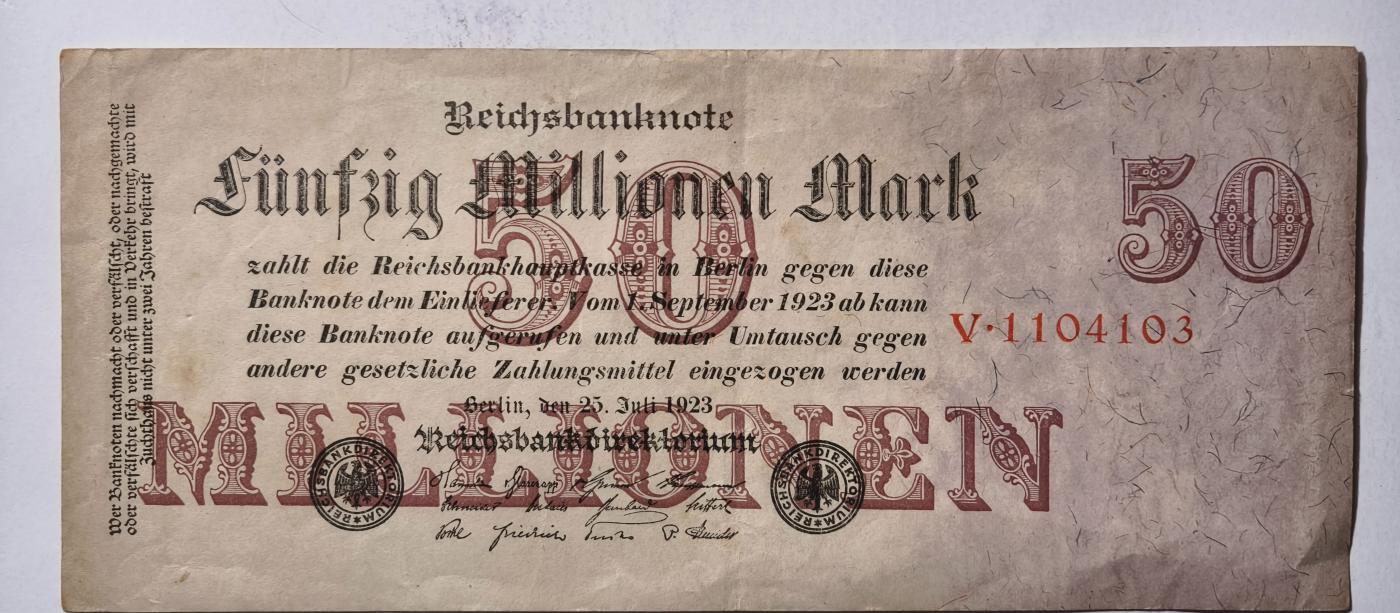 Reichsbanknote
Fünfzig Millionen Mark
50
50
zahlt die Reichsbankhauptkasse in Berlin gegen diese
Banknote dem Einlieferer. Vom 1. September 1923 ab kann
diese Banknote aufgerufen und unter Umtausch gegen
andere gesetzliche Zahlungsmittel eingezogen werden
V·1104103
Berlin, den 25. Juli 1923
MILLIONEN
Reichsbankdirektorium
REICHSBANKDIREKTORIUM
REICHSBANKDIREKTORIUM
Wer Banknoten nachmacht oder verfälscht, oder nachgemachte
oder verfälschte sich verschafft und in Verkehr bringt, wird mit
Zuchthaus nicht unter zwei Jahren bestraft